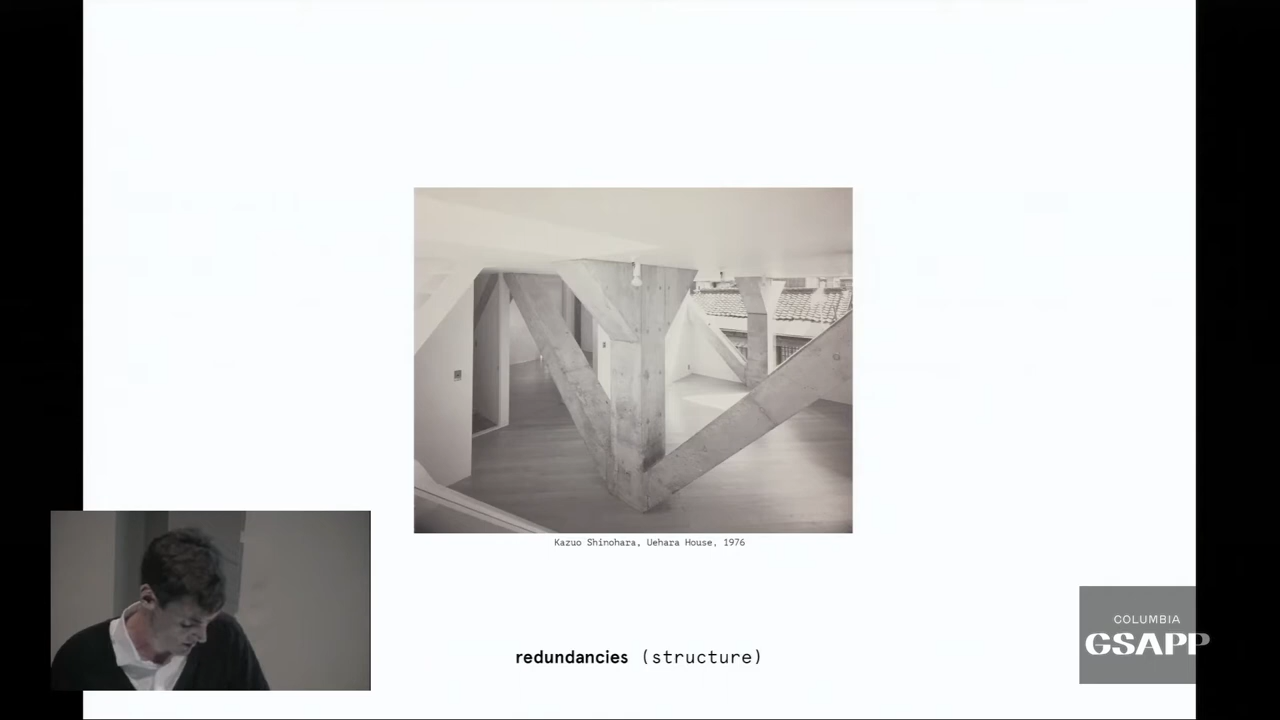 Kazuo Shinohara, Uehara House, 1976
redundancies (structure)
COLUMBIA
GSAPP